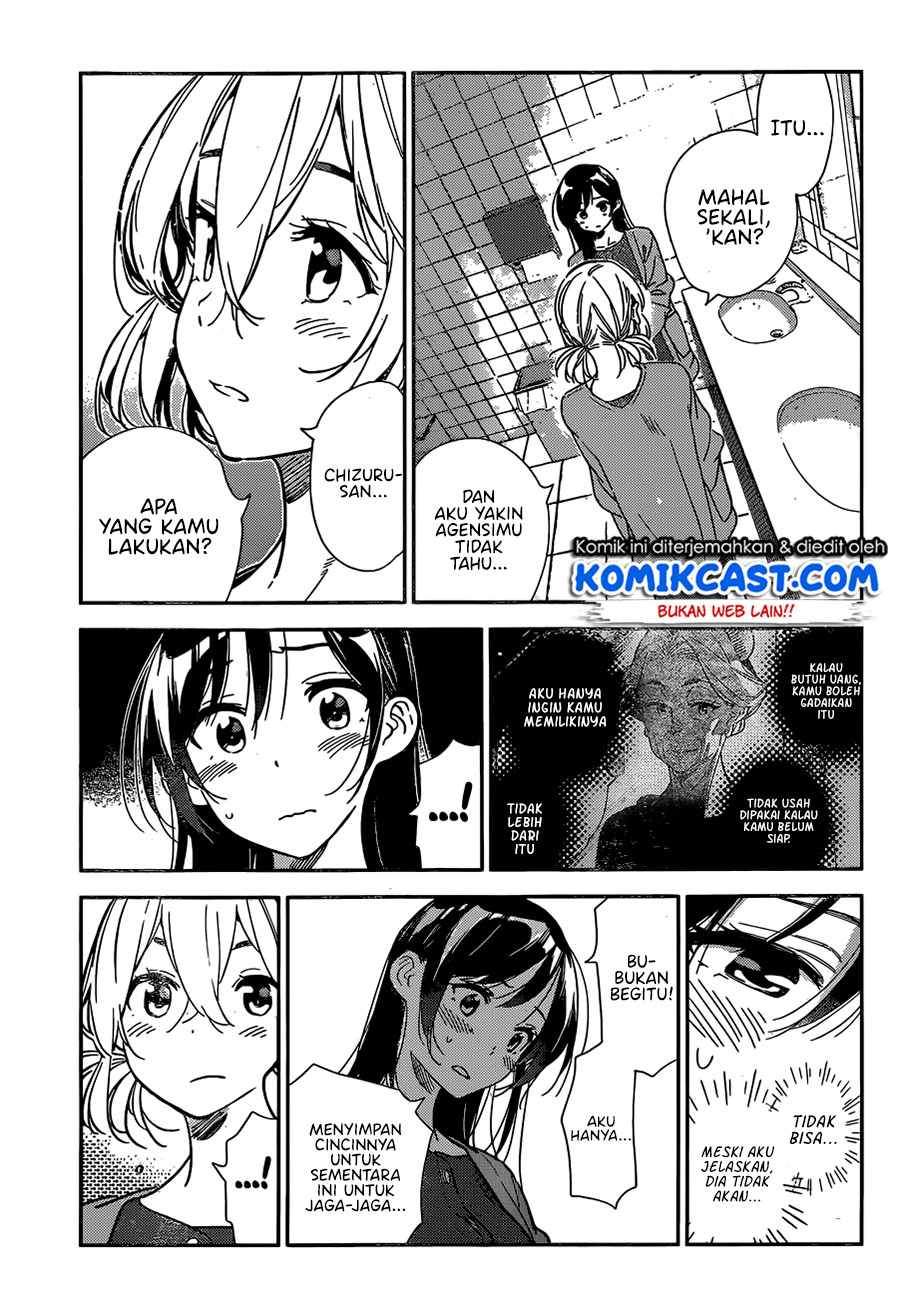 ITU...
MAHAL
SEKALI,
'KAN?
DAN
AKU YAKIN
AGENSIMU
TIDAK
TAHU...
CHIZURU-
SAN...
APA
YANG KAMU
LAKUKAN?
Komik ini diterjemahkan & diedit oleh
KOMIKCAST.COM
BUKAN WEB LAIN!!
KALAU
BUTUH UANG,
KAMU BOLEH
GADAIKAN
ITU
TIDAK USAH
DIPAKAI KALAU
KAMU BELUM
SIAP.
AKU HANYA
INGIN KAMU
MEMILIKINYA
TIDAK
LEBIH
DARI
ITU
....!
TIDAK
BISA...
MESKI AKU
JELASKAN,
DIA TIDAK
AKAN...
BU-
BUKAN
BEGITU!
AKU
HANYA...
MENYIMPAN
CINCINNYA
UNTUK
SEMENTARA
INI UNTUK
JAGA-JAGA...
....!